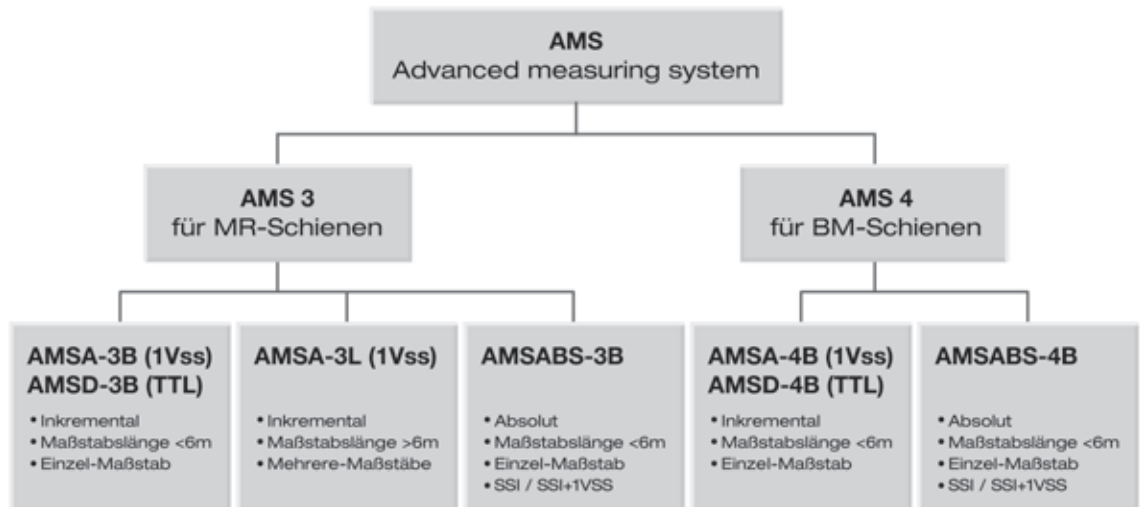 AMS
Advanced measuring system
AMS 3
für MR-Schienen
AMS 4
für BM-Schienen
AMSA-3B (1Vss)
AMSD-3B (TTL)
• Inkremental
• Maßstabslänge <6m
• Einzel-Maßstab
AMSA-3L (1Vss)
• Inkremental
• Maßstabslänge >6m
• Mehrere-Maßstäbe
AMSABS-3B
• Absolut
• Maßstabslänge <6m
• Einzel-Maßstab
• SSI / SSI+1VSS
AMSA-4B (1Vss)
AMSD-4B (TTL)
• Inkremental
• Maßstabslänge <6m
• Einzel-Maßstab
AMSABS-4B
• Absolut
• Maßstabslänge <6m
• Einzel-Maßstab
• SSI / SSI+1VSS